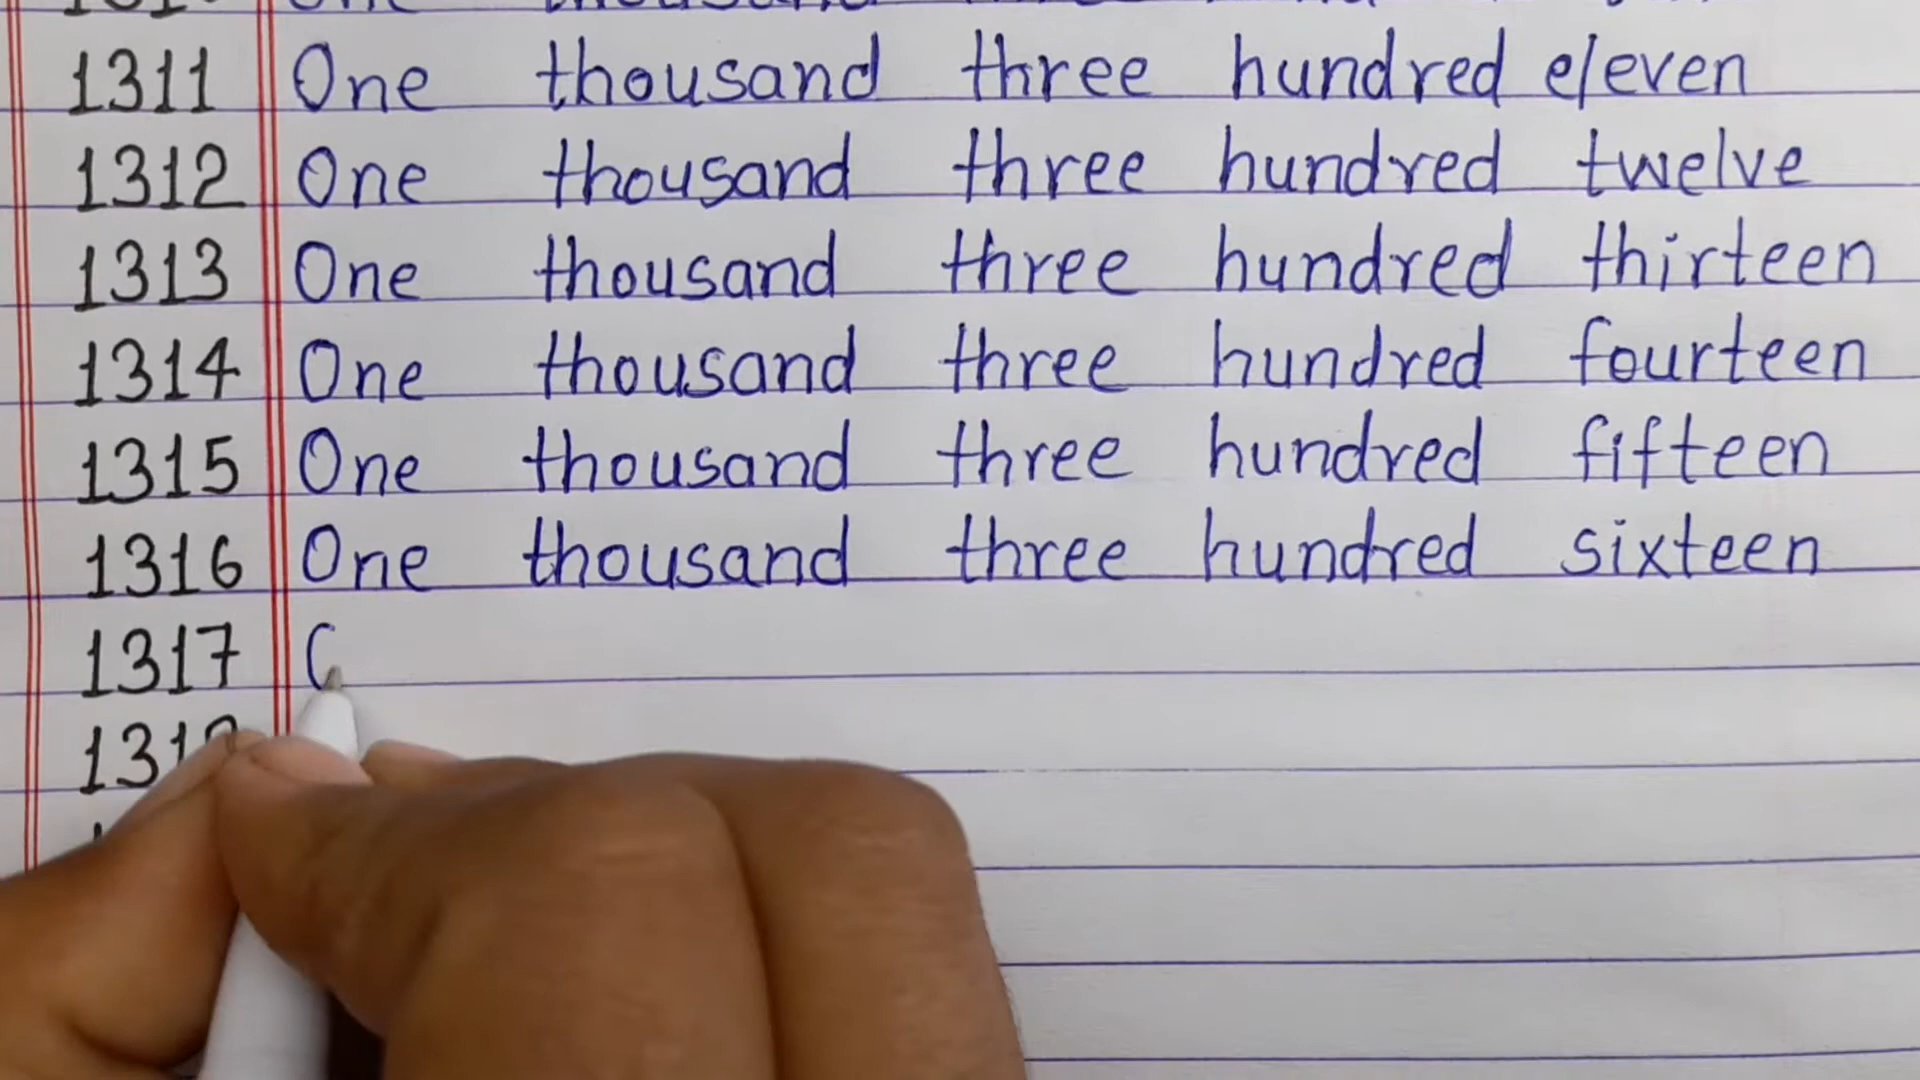 1311 One thousand three hundred eleven
1312 One thousand three hundred twelve
1313 One thousand three hundred thirteen
1314 One thousand three hundred fourteen
1315 One thousand three hundred fifteen
1316 One thousand three hundred sixteen
1317